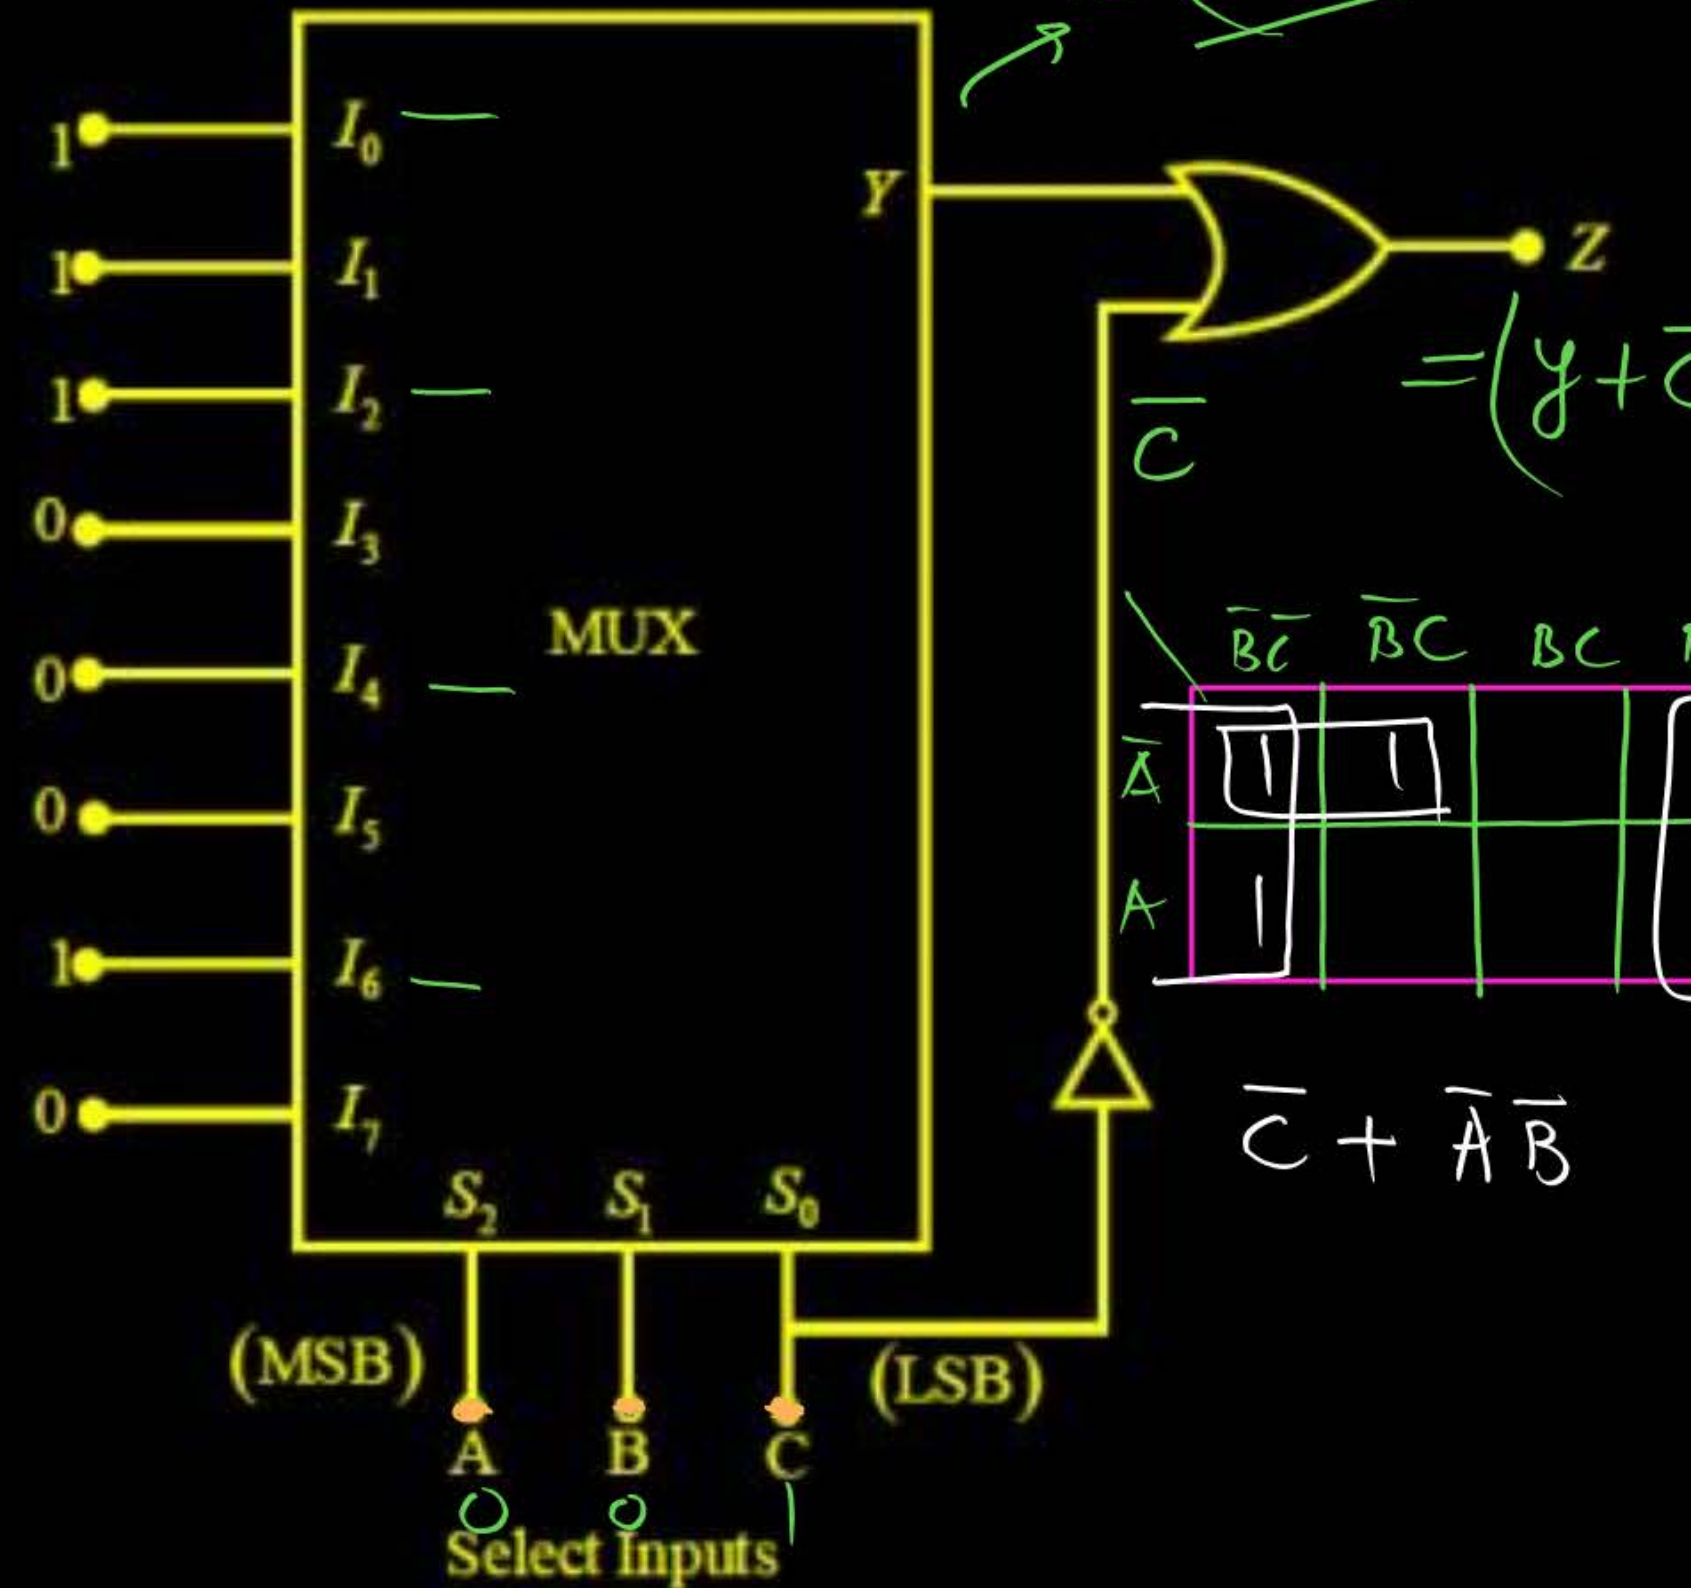 1 I₀
Y
1 I₁
Z
1 I₂
= (y +
C̅
0 I₃
MUX
0 I₄
B̅C̅ B̅C BC
A̅ 1 1
0 I₅
A 1
1 I₆
0 I₇
C̅ + A̅ B̅
S₂ S₁ S₀
(MSB) (LSB)
A B C
0 0 1
Select Inputs